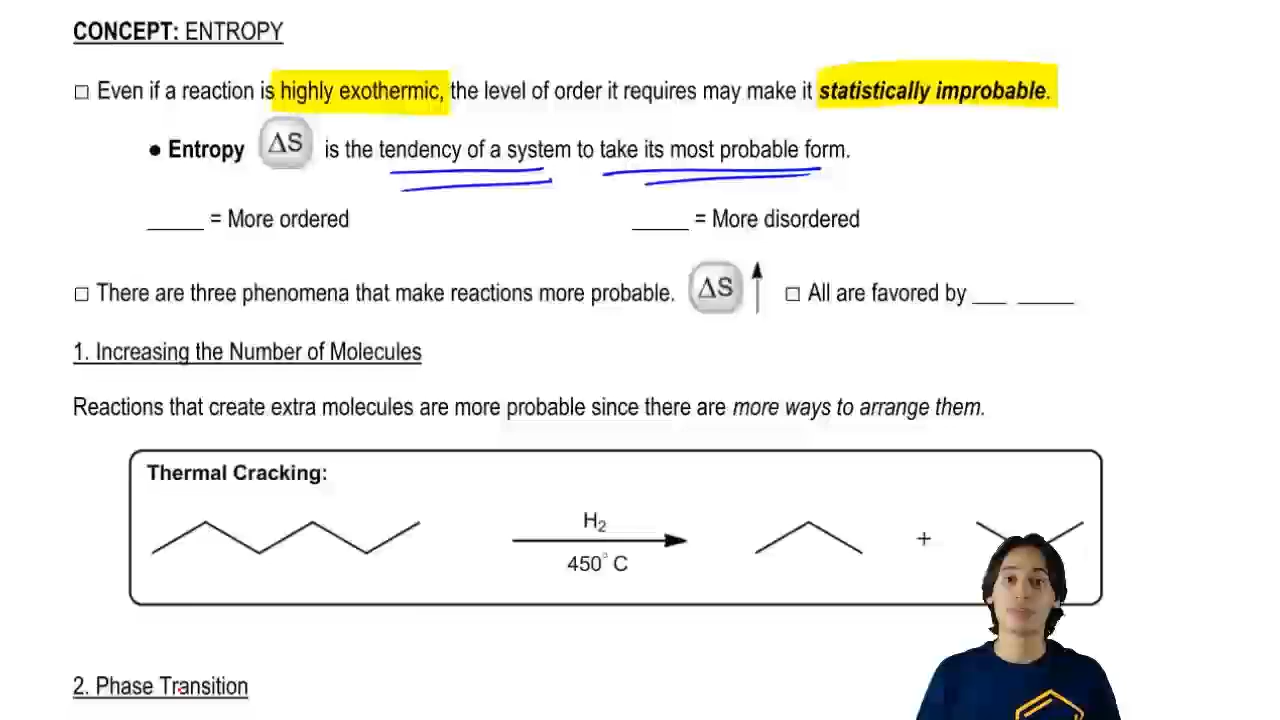 CONCEPT: ENTROPY
□ Even if a reaction is highly exothermic, the level of order it requires may make it statistically improbable.
● Entropy ΔS is the tendency of a system to take its most probable form.
_____ = More ordered _____ = More disordered
□ There are three phenomena that make reactions more probable. ΔS ↑ □ All are favored by ___ _____
1. Increasing the Number of Molecules
Reactions that create extra molecules are more probable since there are more ways to arrange them.
Thermal Cracking:
H₂
+
450°C
2. Phase Transition